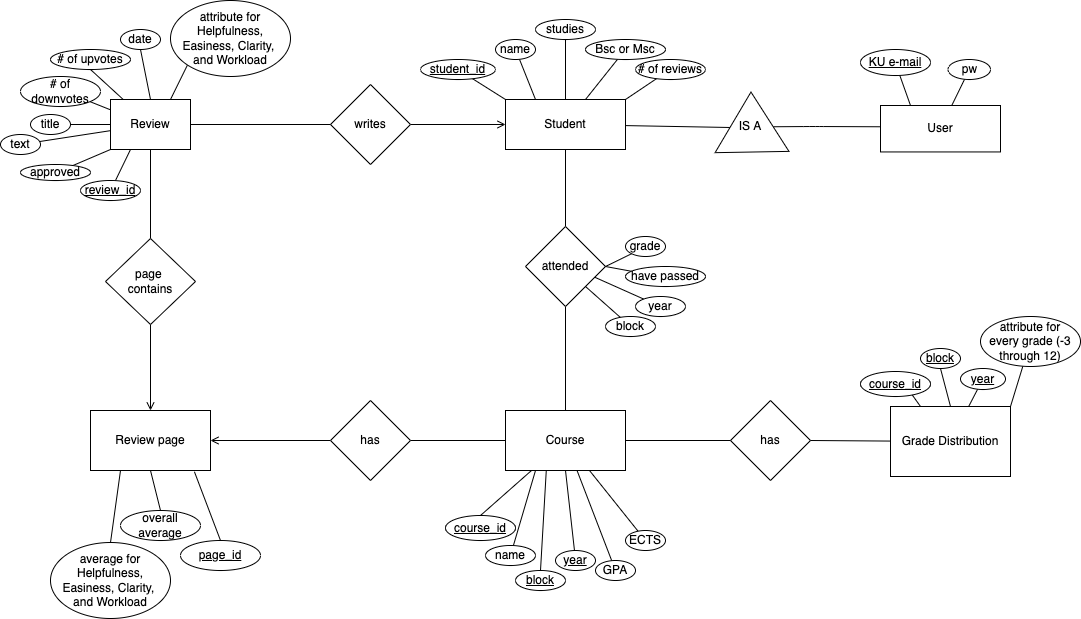 attribute for
Helpfulness,
Easiness, Clarity,
and Workload
date
# of upvotes
# of
downvotes
title
text
approved
review_id
Review
writes
studies
name
Bsc or Msc
student_id
# of reviews
Student
IS A
KU e-mail
pw
User
page
contains
attended
grade
have passed
year
block
attribute for
every grade (-3
through 12)
block
course_id
year
Review page
has
Course
has
Grade Distribution
overall
average
page_id
average for
Helpfulness,
Easiness, Clarity,
and Workload
course_id
name
block
year
GPA
ECTS